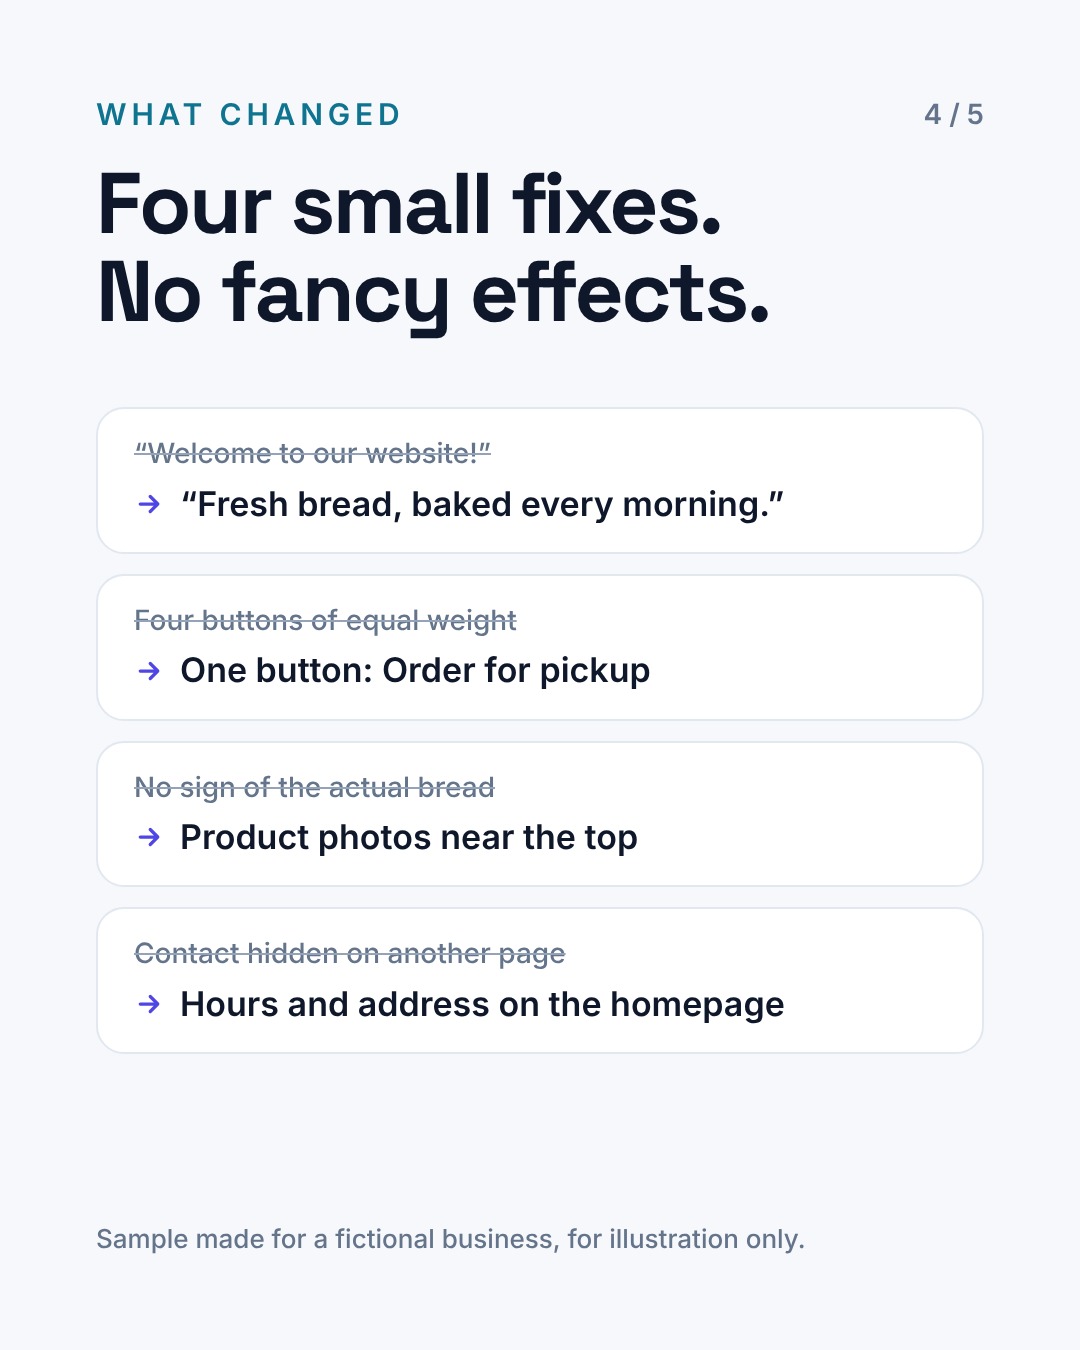 WHAT CHANGED
4 / 5
Four small fixes.
No fancy effects.
“Welcome to our website!”
→ “Fresh bread, baked every morning.”
Four buttons of equal weight
→ One button: Order for pickup
No sign of the actual bread
→ Product photos near the top
Contact hidden on another page
→ Hours and address on the homepage
Sample made for a fictional business, for illustration only.